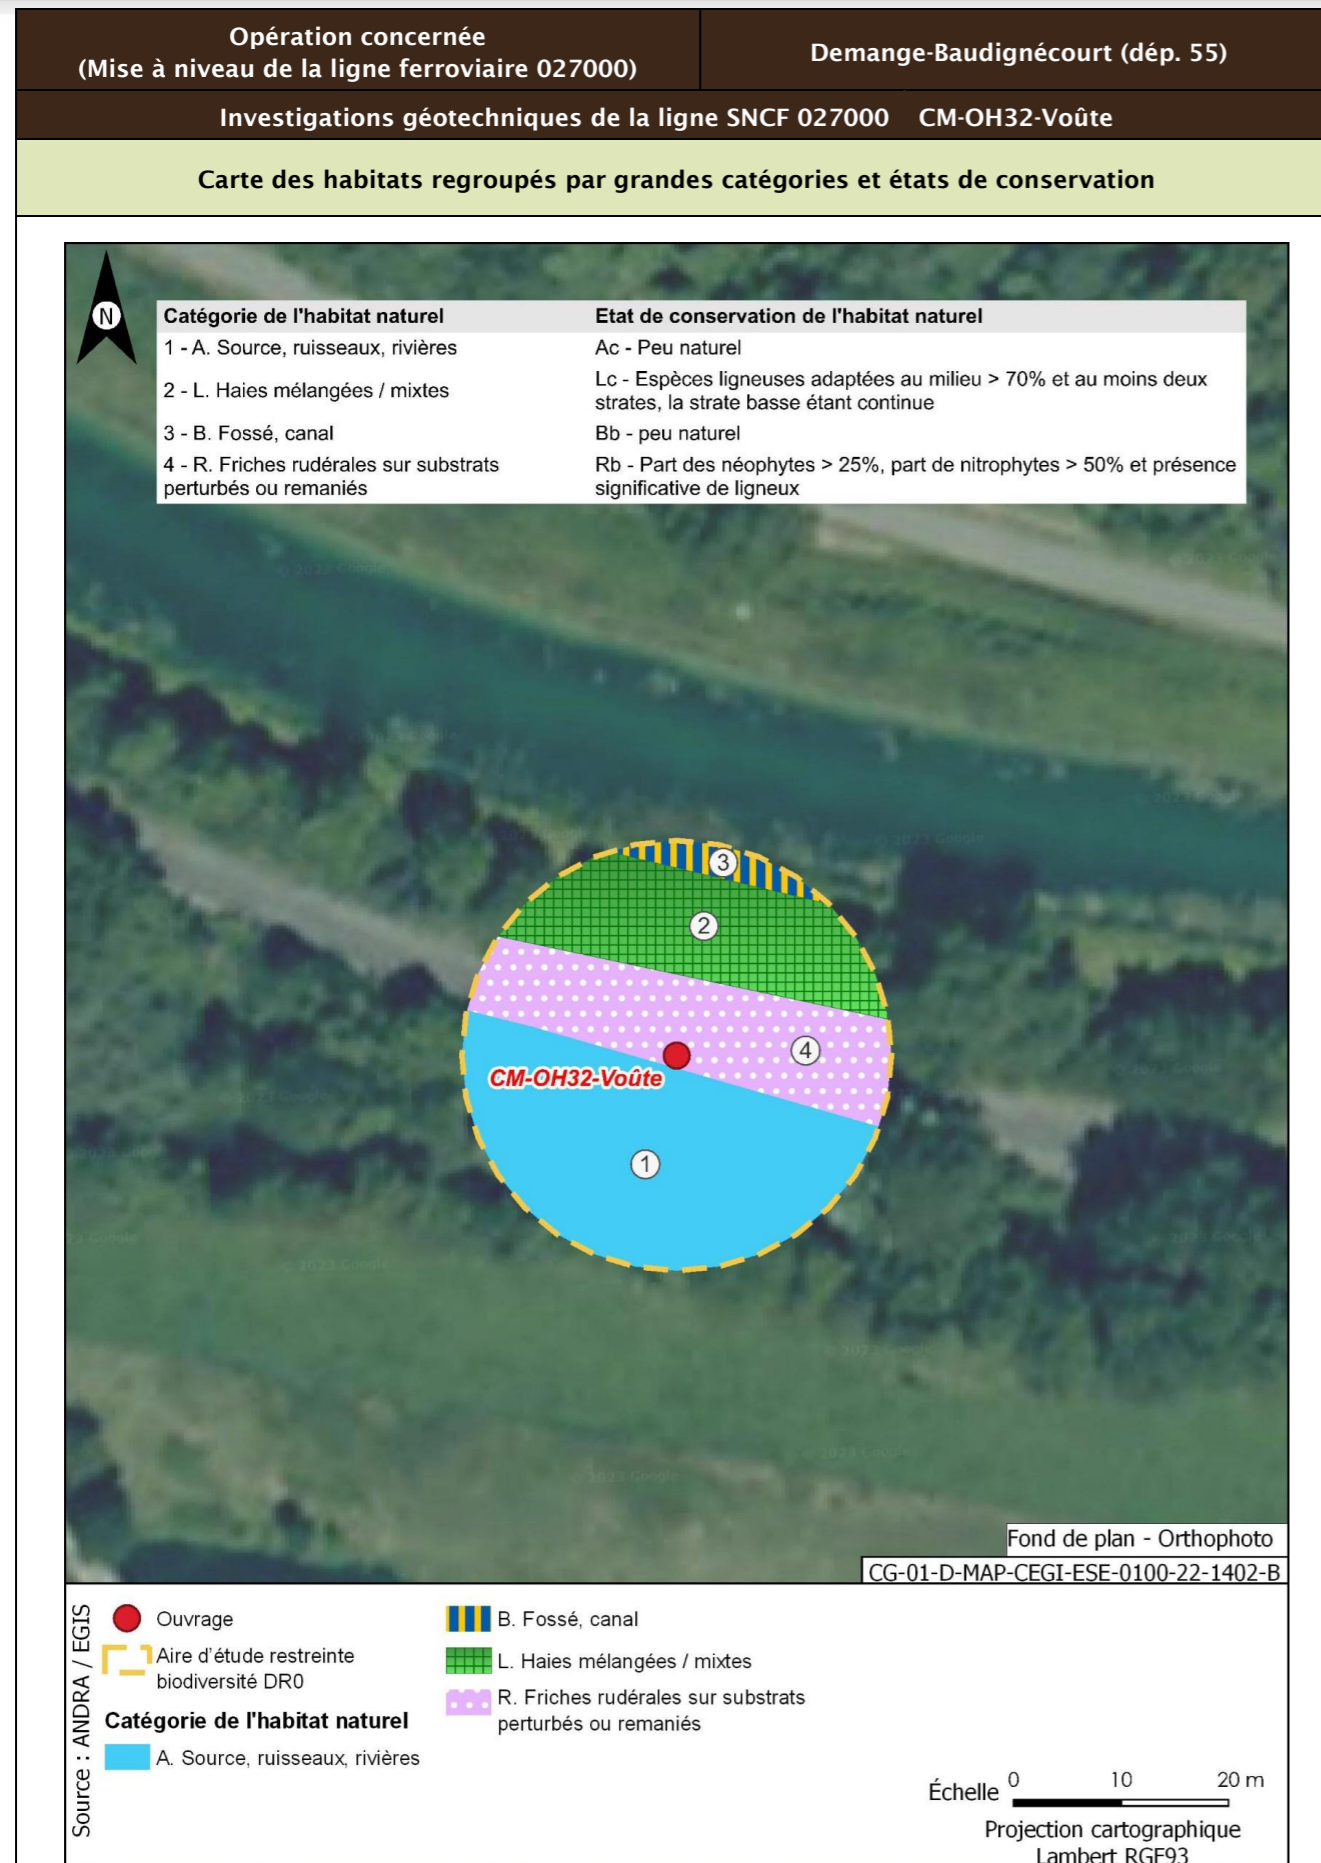 Opération concernée
(Mise à niveau de la ligne ferroviaire 027000)
Demange-Baudignécourt (dép. 55)
Investigations géotechniques de la ligne SNCF 027000 CM-OH32-Voûte
Carte des habitats regroupés par grandes catégories et états de conservation
N
Catégorie de l'habitat naturel
Etat de conservation de l'habitat naturel
1 - A. Source, ruisseaux, rivières
Ac - Peu naturel
2 - L. Haies mélangées / mixtes
Lc - Espèces ligneuses adaptées au milieu > 70% et au moins deux
strates, la strate basse étant continue
3 - B. Fossé, canal
Bb - peu naturel
4 - R. Friches rudérales sur substrats
perturbés ou remaniés
Rb - Part des néophytes > 25%, part de nitrophytes > 50% et présence
significative de ligneux
© 2023 Google
3
2
4
CM-OH32-Voûte
1
Fond de plan - Orthophoto
CG-01-D-MAP-CEGI-ESE-0100-22-1402-B
Source : ANDRA / EGIS
Ouvrage
Aire d'étude restreinte
biodiversité DR0
Catégorie de l'habitat naturel
A. Source, ruisseaux, rivières
B. Fossé, canal
L. Haies mélangées / mixtes
R. Friches rudérales sur substrats
perturbés ou remaniés
Échelle 0 10 20 m
Projection cartographique
Lambert RGF93